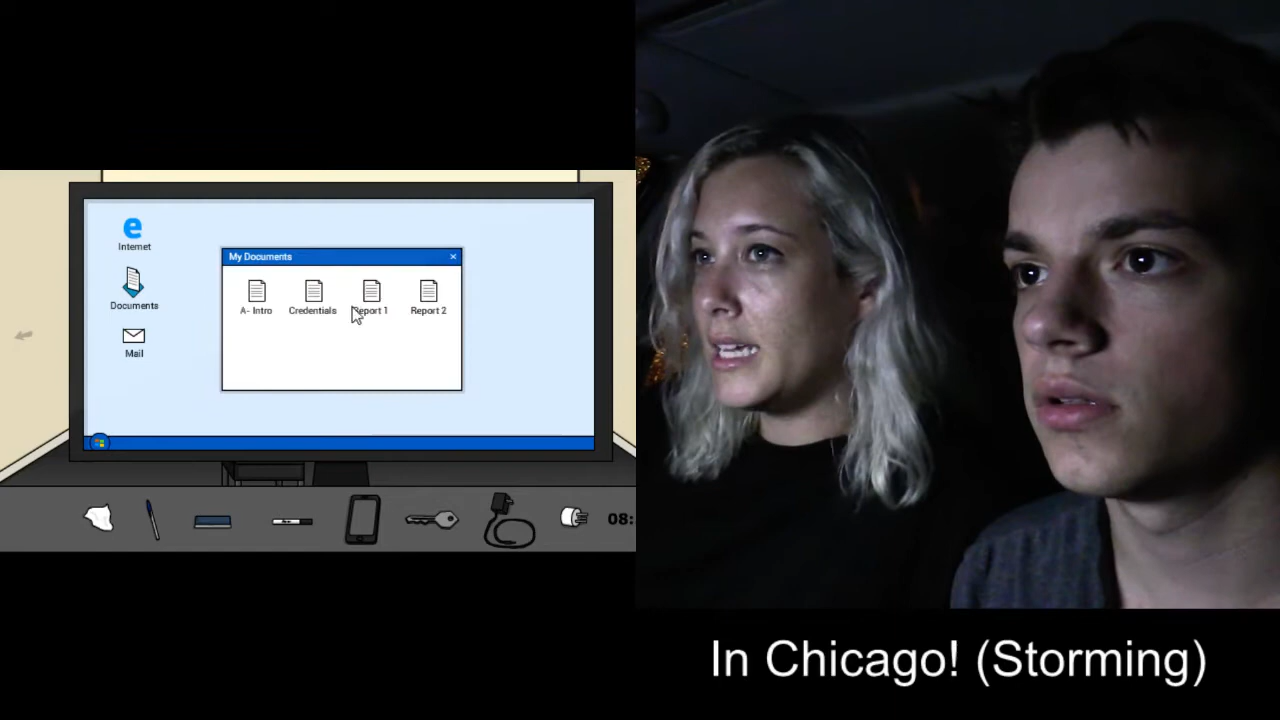 Internet
Documents
Mail
My Documents
A- Intro
Credentials
Report 1
Report 2
08:
In Chicago! (Storming)